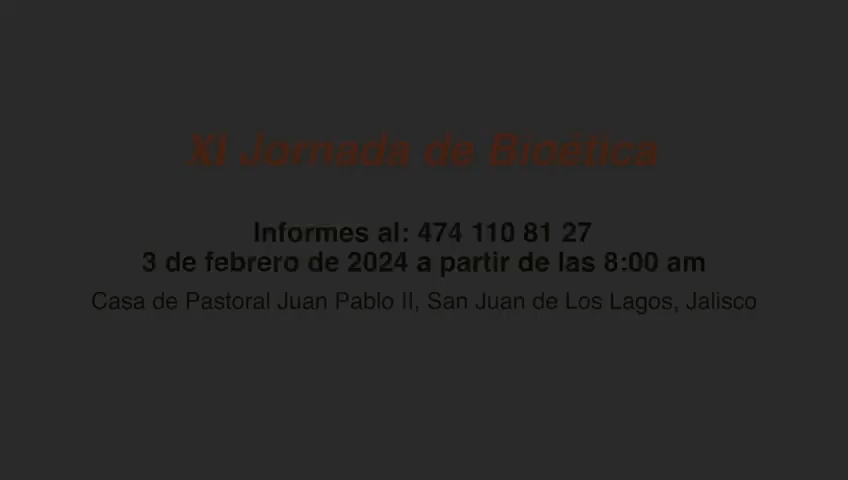 XI Jornada de Bioética
Informes al: 474 110 81 27
3 de febrero de 2024 a partir de las 8:00 am
Casa de Pastoral Juan Pablo II, San Juan de Los Lagos, Jalisco